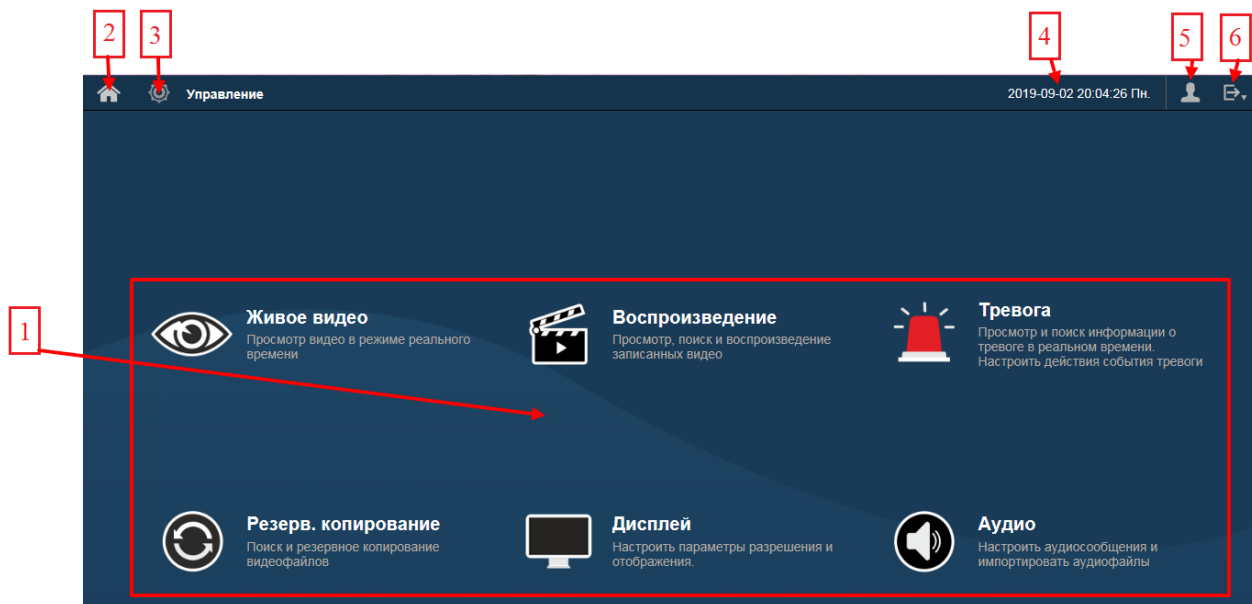 2
3
4
5
6
Управление
2019-09-02 20:04:26 Пн.
1
Живое видео
Просмотр видео в режиме реального
времени
Воспроизведение
Просмотр, поиск и воспроизведение
записанных видео
Тревога
Просмотр и поиск информации о
тревоге в реальном времени.
Настроить действия события тревоги
Резерв. копирование
Поиск и резервное копирование
видеофайлов
Дисплей
Настроить параметры разрешения и
отображения.
Аудио
Настроить аудиосообщения и
импортировать аудиофайлы